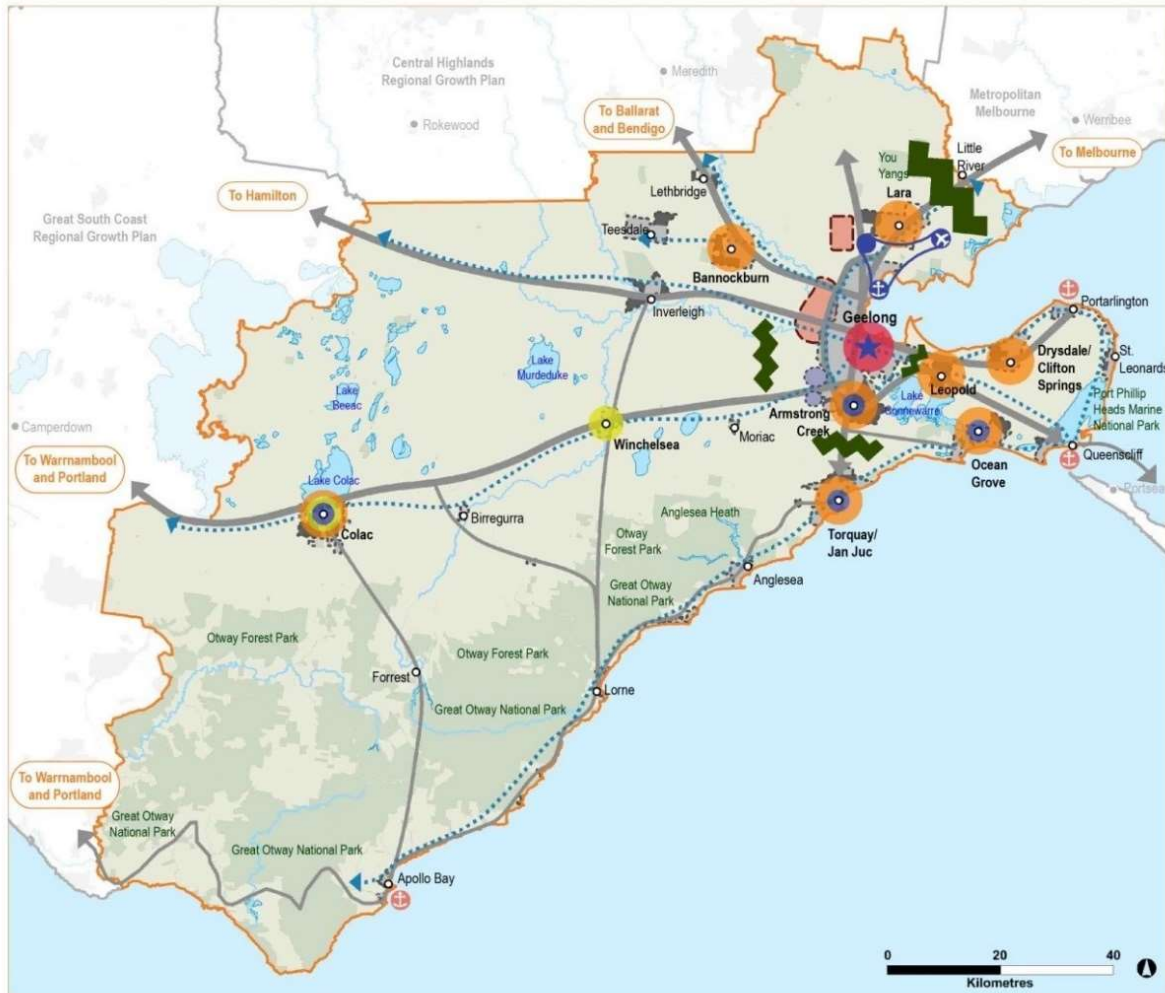 Central Highlands
Regional Growth Plan
Meredith
Metropolitan
Melbourne
Rokewood
To Ballarat
and Bendigo
Werribee
You
Yangs
Little
River
To Melbourne
Lethbridge
Lara
To Hamilton
Great South Coast
Regional Growth Plan
Teesdale
Bannockburn
Inverleigh
Geelong
Portarlington
Drysdale/
Clifton
Springs
St.
Leonards
Lake
Murdeduke
Lake
Beeac
Leopold
Port Phillip
Heads Marine
National Park
Armstrong
Creek
Lake
Connewarre
Camperdown
Winchelsea
Moriac
Ocean
Grove
Queenscliff
Portsea
To Warrnambool
and Portland
Lake Colac
Colac
Birregurra
Anglesea Heath
Torquay/
Jan Juc
Otway
Forest Park
Anglesea
Great Otway
National Park
Otway Forest Park
Otway Forest Park
Forrest
Lorne
Great Otway National Park
To Warrnambool
and Portland
Great Otway
National Park
Great Otway National Park
Apollo Bay
0 20 40
Kilometres